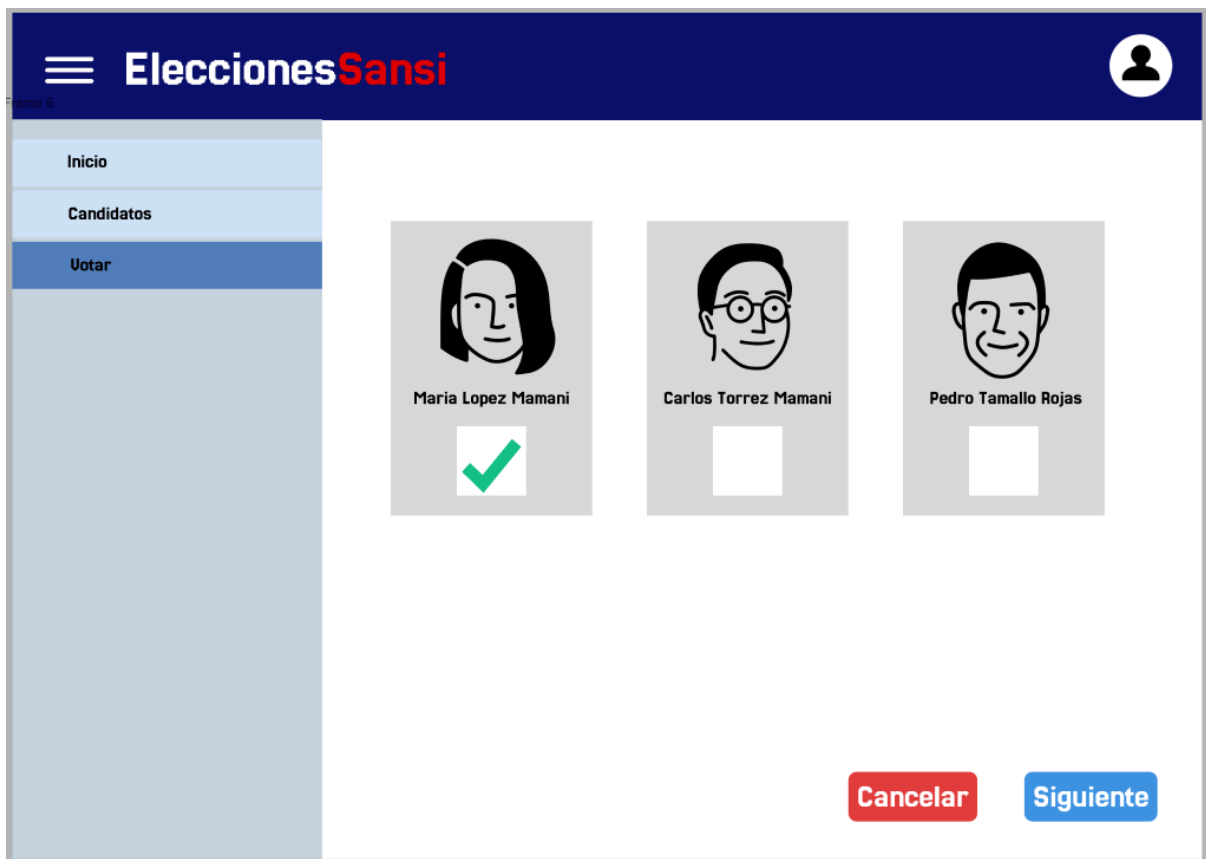 EleccionesSansi
Frame 6
Inicio
Candidatos
Votar
Maria Lopez Mamani
Carlos Torrez Mamani
Pedro Tamallo Rojas
Cancelar
Siguiente